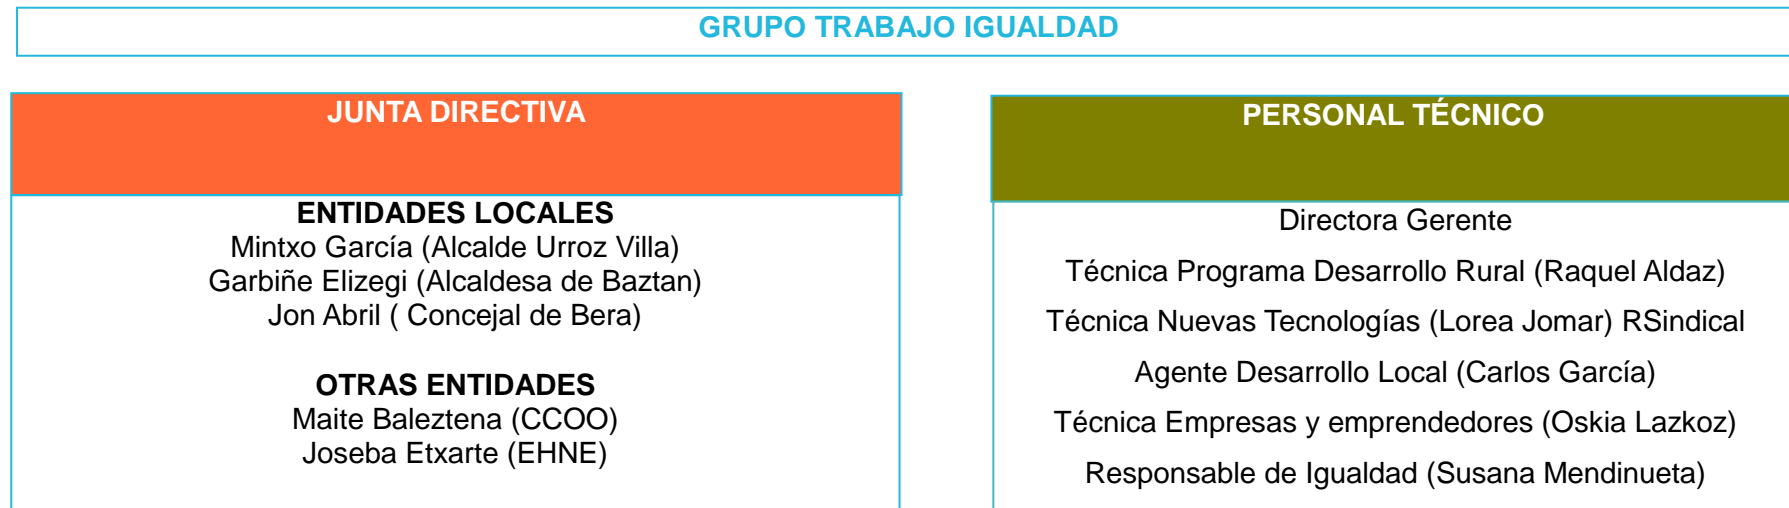 GRUPO TRABAJO IGUALDAD
JUNTA DIRECTIVA
ENTIDADES LOCALES
Mintxo García (Alcalde Urroz Villa)
Garbiñe Elizegi (Alcaldesa de Baztan)
Jon Abril ( Concejal de Bera)
OTRAS ENTIDADES
Maite Baleztena (CCOO)
Joseba Etxarte (EHNE)
PERSONAL TÉCNICO
Directora Gerente
Técnica Programa Desarrollo Rural (Raquel Aldaz)
Técnica Nuevas Tecnologías (Lorea Jomar) RSindical
Agente Desarrollo Local (Carlos García)
Técnica Empresas y emprendedores (Oskia Lazkoz)
Responsable de Igualdad (Susana Mendinueta)